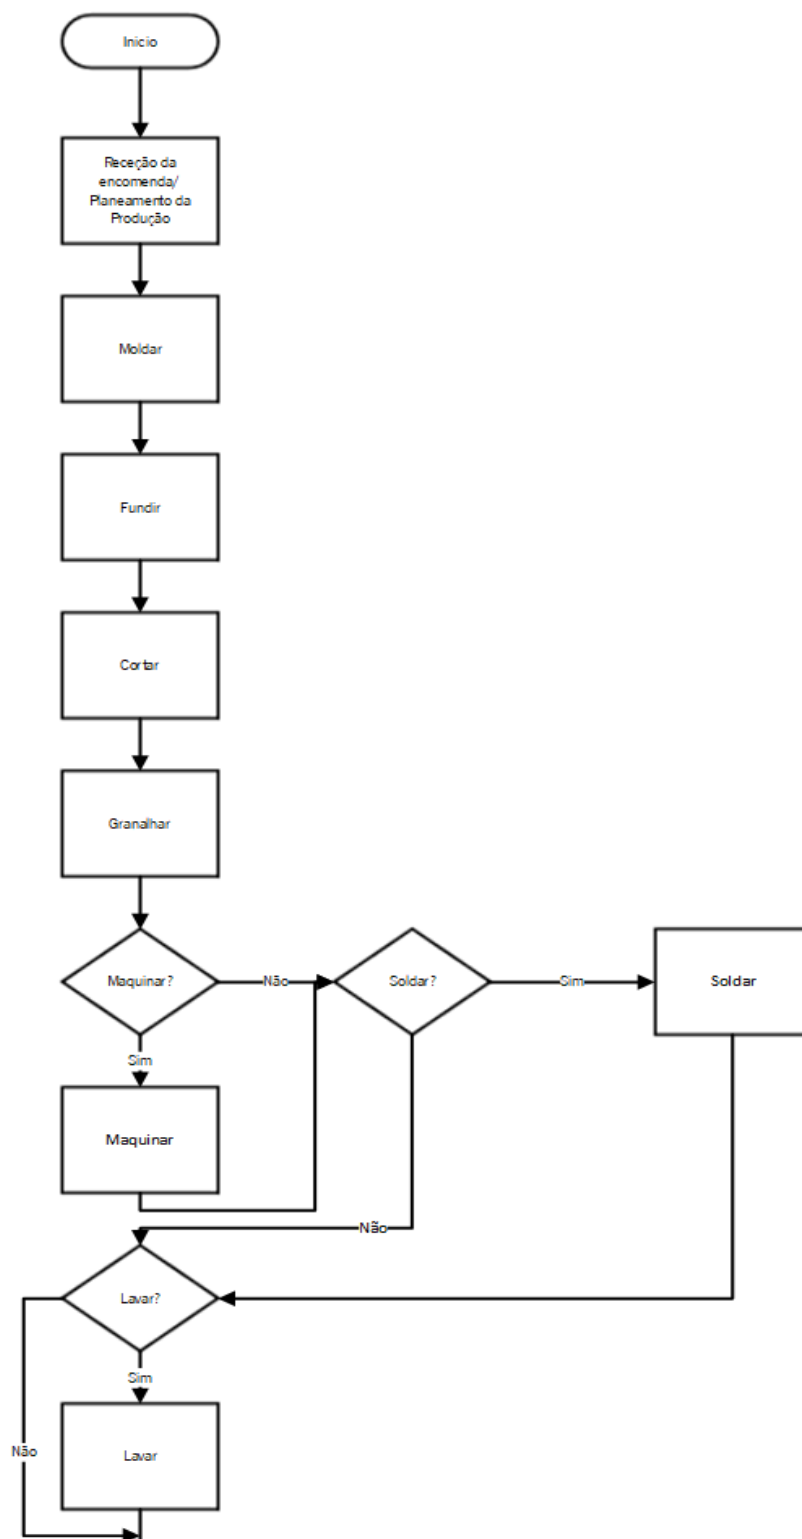 Inicio
Receção da
encomenda/
Planeamento da
Produção
Moldar
Fundir
Cortar
Granalhar
Maquinar?
Não
Soldar?
Sim
Soldar
Sim
Maquinar
Não
Lavar?
Sim
Não
Lavar